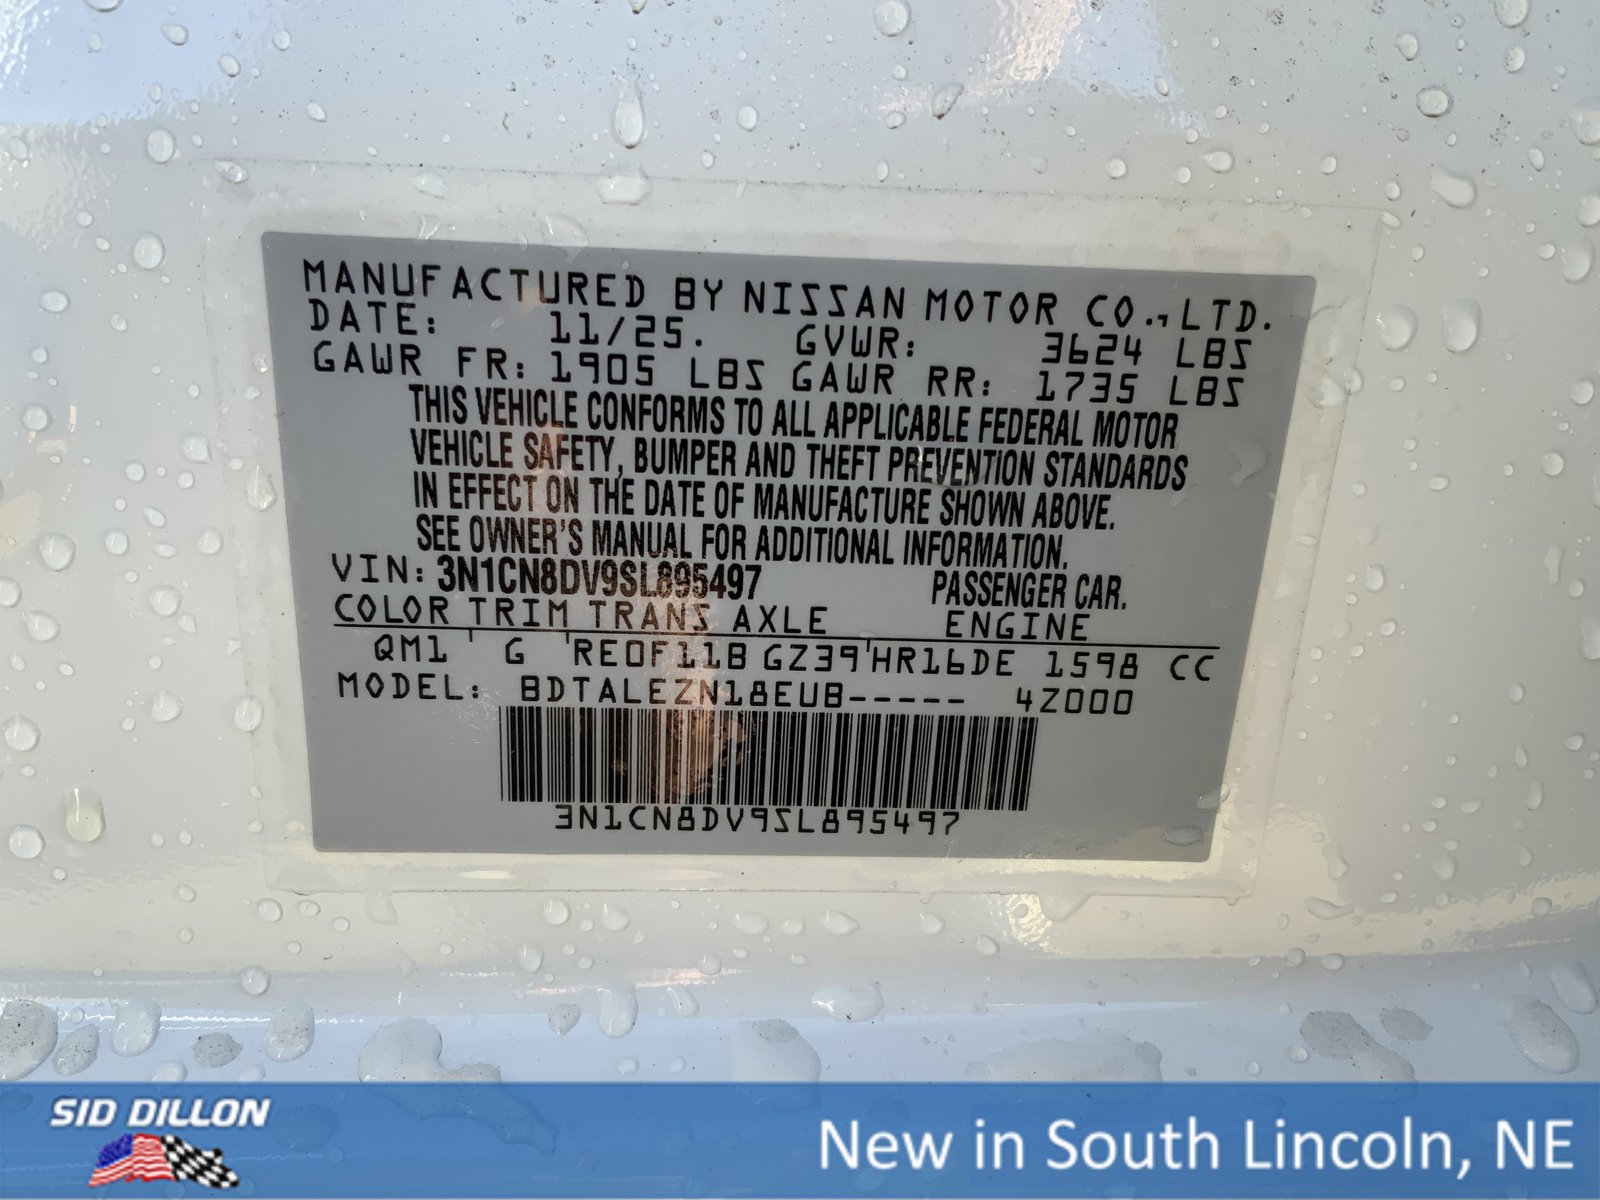 MANUFACTURED BY NISSAN MOTOR CO., LTD.
DATE: 11/25. GVWR: 3624 LBS
GAWR FR: 1905 LBS GAWR RR: 1735 LBS
THIS VEHICLE CONFORMS TO ALL APPLICABLE FEDERAL MOTOR
VEHICLE SAFETY, BUMPER AND THEFT PREVENTION STANDARDS
IN EFFECT ON THE DATE OF MANUFACTURE SHOWN ABOVE.
SEE OWNER'S MANUAL FOR ADDITIONAL INFORMATION.
VIN: 3N1CN8DV9SL895497 PASSENGER CAR.
COLOR TRIM TRANS AXLE ENGINE
QM1 G RE0F11B GZ39 HR16DE 1598 CC
MODEL: BDTALEZN18EUB----- 4Z000
3N1CN8DV9SL895497
SID DILLON
New in South Lincoln, NE